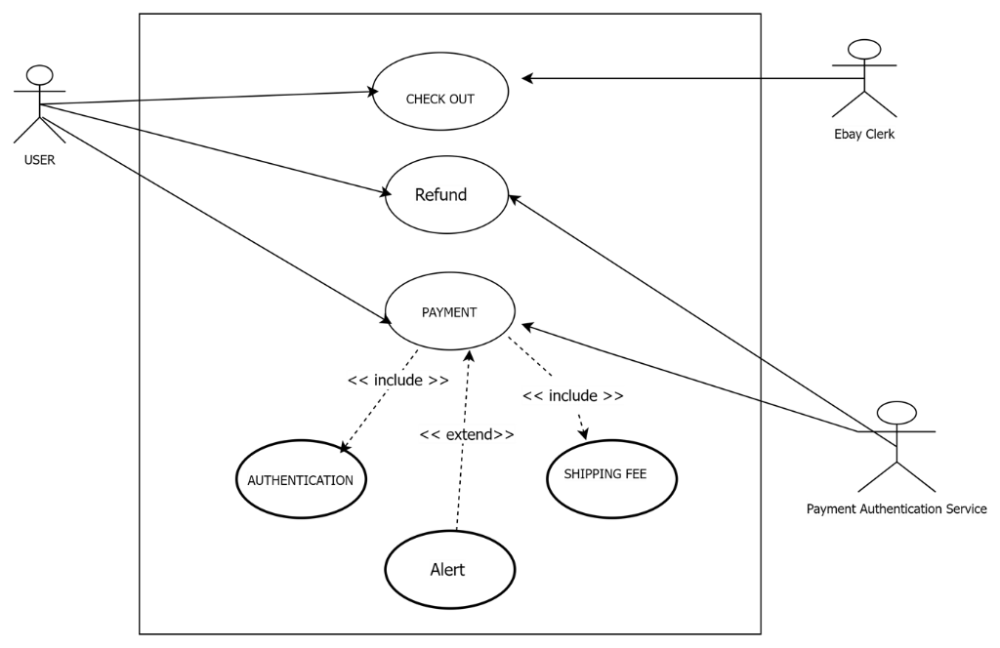 CHECK OUT
Ebay Clerk
USER
Refund
PAYMENT
<< include >>
<< include >>
<< extend>>
SHIPPING FEE
AUTHENTICATION
Payment Authentication Service
Alert